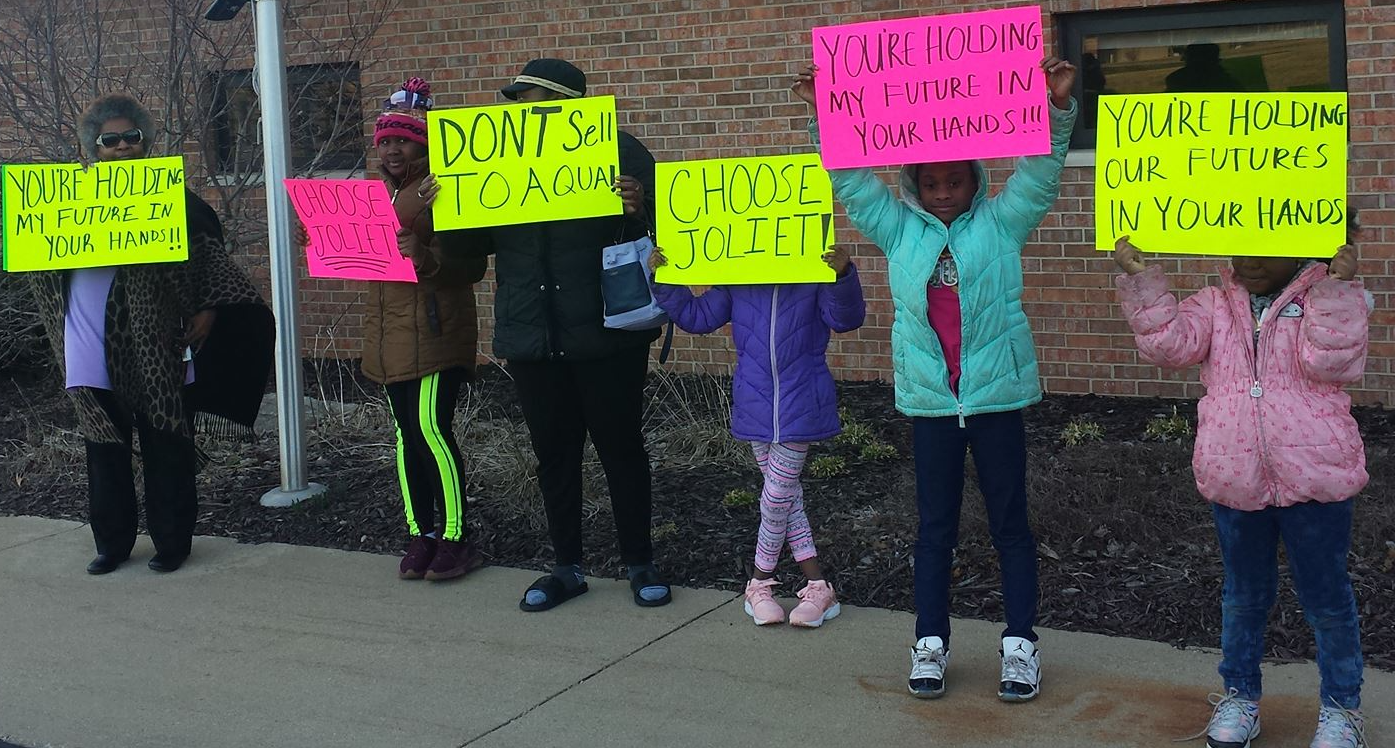 YOU'RE HOLDING
MY FUTURE IN
YOUR HANDS!!
CHOOSE
JOLIET!
DON'T Sell
TO AQUA!
CHOOSE
JOLIET!
YOU'RE HOLDING
MY FUTURE IN
YOUR HANDS!!!
YOU'RE HOLDING
OUR FUTURES
IN YOUR HANDS